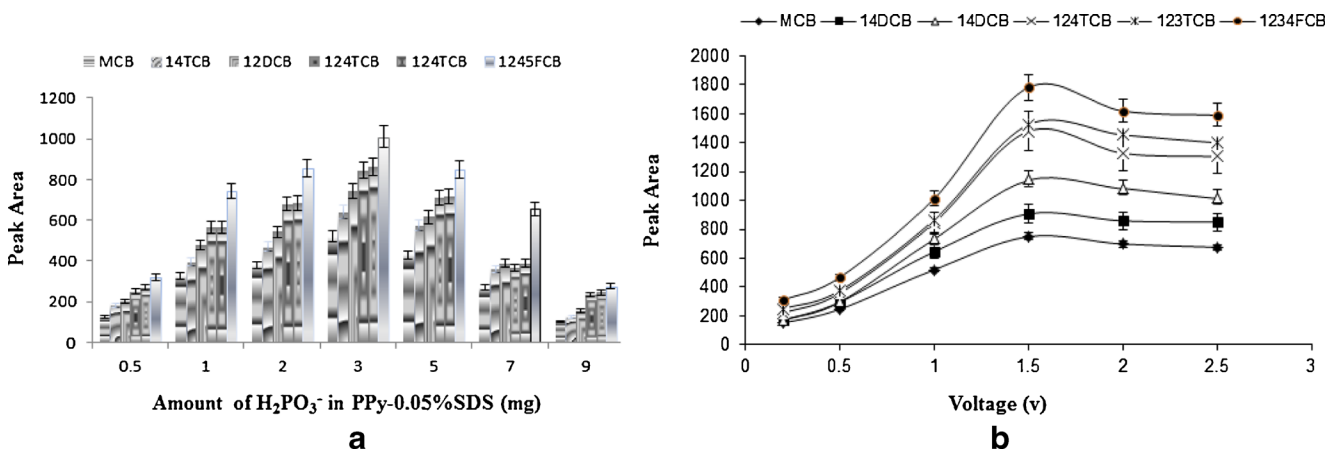 MCB 14TCB 12DCB 124TCB 124TCB 1245FCB
1200
1000
800
600
400
200
0
Peak Area
0.5 1 2 3 5 7 9
Amount of H₂PO₃⁻ in PPy-0.05%SDS (mg)
a
MCB 14DCB 14DCB 124TCB 123TCB 1234FCB
2000
1800
1600
1400
1200
1000
800
600
400
200
0
Peak Area
0 0.5 1 1.5 2 2.5 3
Voltage (v)
b